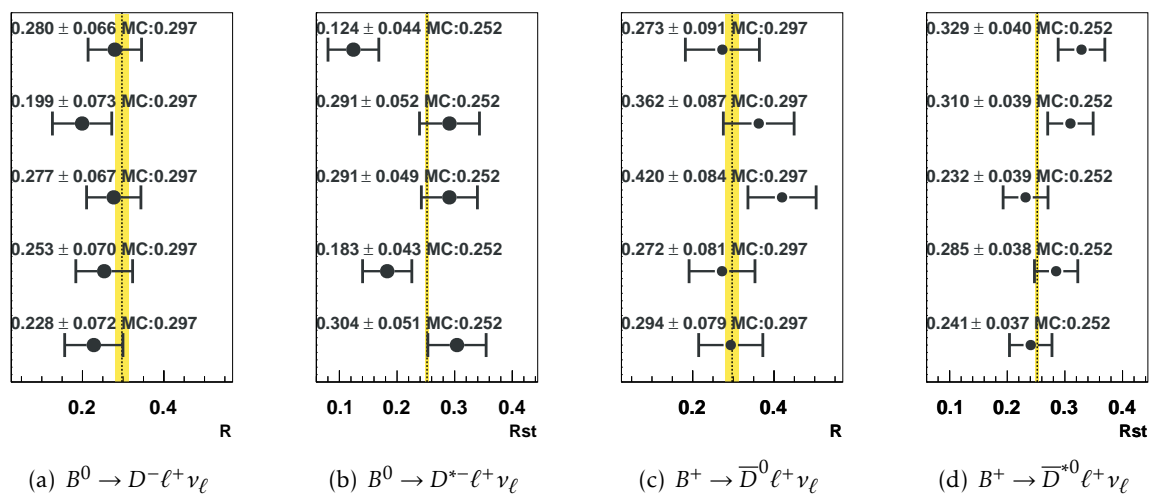 0.280 ± 0.066 MC:0.297
0.199 ± 0.073 MC:0.297
0.277 ± 0.067 MC:0.297
0.253 ± 0.070 MC:0.297
0.228 ± 0.072 MC:0.297
0.2 0.4
R
(a) B⁰ → D⁻ℓ⁺νℓ
0.124 ± 0.044 MC:0.252
0.291 ± 0.052 MC:0.252
0.291 ± 0.049 MC:0.252
0.183 ± 0.043 MC:0.252
0.304 ± 0.051 MC:0.252
0.1 0.2 0.3 0.4
Rst
(b) B⁰ → D*⁻ℓ⁺νℓ
0.273 ± 0.091 MC:0.297
0.362 ± 0.087 MC:0.297
0.420 ± 0.084 MC:0.297
0.272 ± 0.081 MC:0.297
0.294 ± 0.079 MC:0.297
0.2 0.4
R
(c) B⁺ → D̅⁰ℓ⁺νℓ
0.329 ± 0.040 MC:0.252
0.310 ± 0.039 MC:0.252
0.232 ± 0.039 MC:0.252
0.285 ± 0.038 MC:0.252
0.241 ± 0.037 MC:0.252
0.1 0.2 0.3 0.4
Rst
(d) B⁺ → D̅*⁰ℓ⁺νℓ